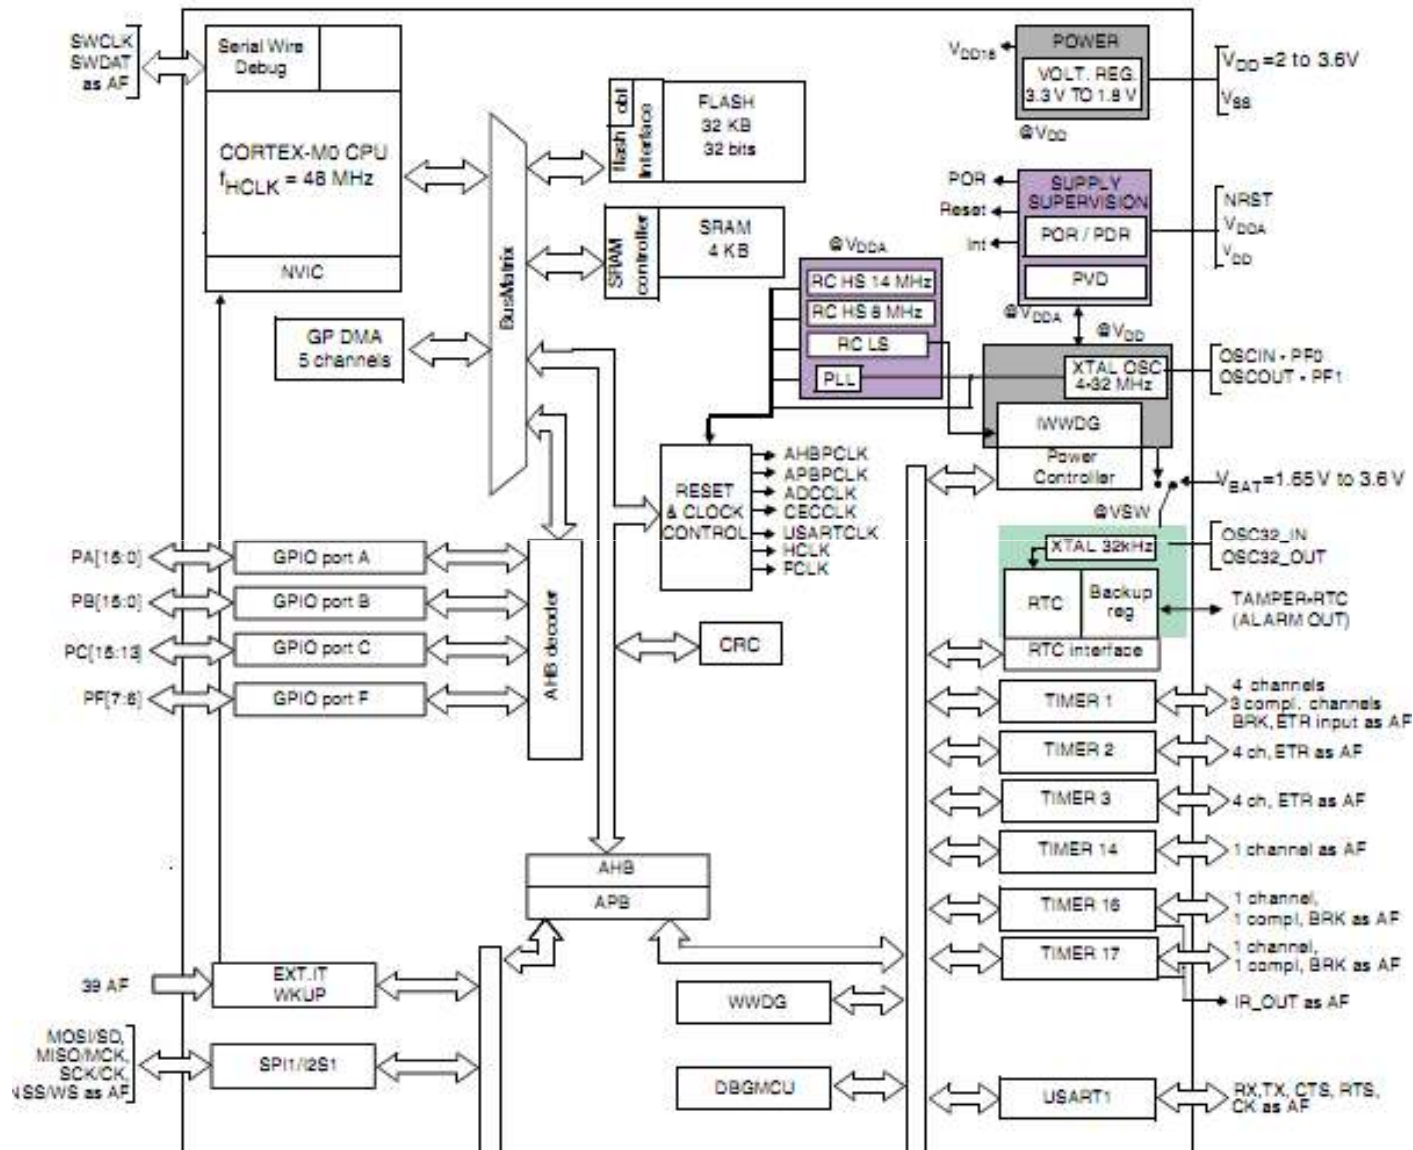 SWCLK
SWDAT
as AF
Serial Wire
Debug
CORTEX-M0 CPU
fHCLK = 48 MHz
NVIC
GP DMA
5 channels
BusMatrix
flash obl
Interface
FLASH
32 KB
32 bits
SRAM
controller
SRAM
4 KB
@VDDA
RC HS 14 MHz
RC HS 8 MHz
RC LS
PLL
VDD18
POWER
VOLT. REG.
3.3 V TO 1.8 V
@VDD
VDD =2 to 3.6V
VSS
POR
Reset
Int
SUPPLY
SUPERVISION
POR / PDR
PVD
NRST
VDDA
VDD
@VDDA
@VDD
XTAL OSC
4-32 MHz
OSCIN - PF0
OSCOUT - PF1
IWWDG
Power
Controller
VBAT=1.65 V to 3.6 V
@VSW
RESET
& CLOCK
CONTROL
AHBPCLK
APBPCLK
ADCCLK
CECCLK
USARTCLK
HCLK
FCLK
OSC32_IN
OSC32_OUT
XTAL 32kHz
RTC
Backup
reg
RTC interface
TAMPER-RTC
(ALARM OUT)
PA[15:0]
GPIO port A
PB[15:0]
GPIO port B
PC[15:13]
GPIO port C
PF[7:6]
GPIO port F
AHB decoder
CRC
TIMER 1
4 channels
3 compl. channels
BRK, ETR input as AF
TIMER 2
4 ch, ETR as AF
TIMER 3
4 ch, ETR as AF
TIMER 14
1 channel as AF
TIMER 16
1 channel,
1 compl, BRK as AF
TIMER 17
1 channel,
1 compl, BRK as AF
IR_OUT as AF
AHB
APB
39 AF
EXT.IT
WKUP
WWDG
MOSI/SD,
MISO/MCK,
SCK/CK,
NSS/WS as AF
SPI1/I2S1
DBGMCU
USART1
RX,TX, CTS, RTS,
CK as AF